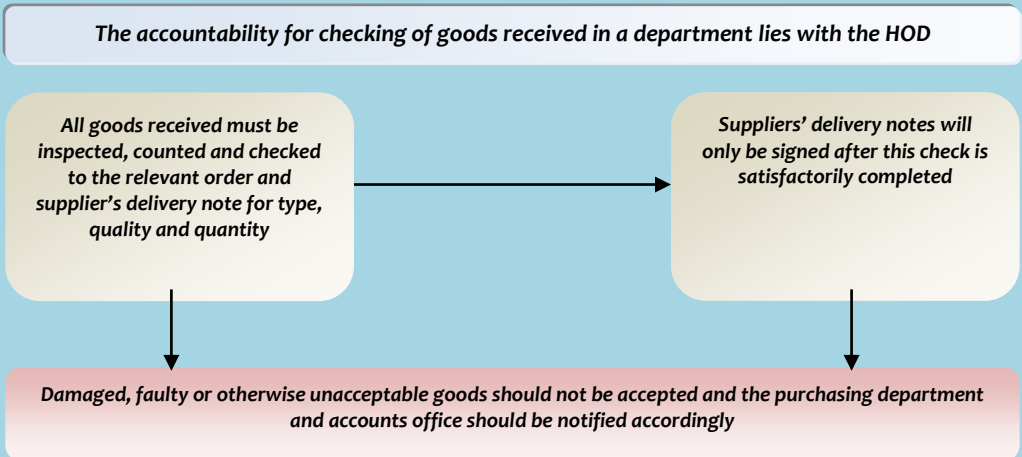 The accountability for checking of goods received in a department lies with the HOD
All goods received must be
inspected, counted and checked
to the relevant order and
supplier’s delivery note for type,
quality and quantity
Suppliers’ delivery notes will
only be signed after this check is
satisfactorily completed
Damaged, faulty or otherwise unacceptable goods should not be accepted and the purchasing department
and accounts office should be notified accordingly